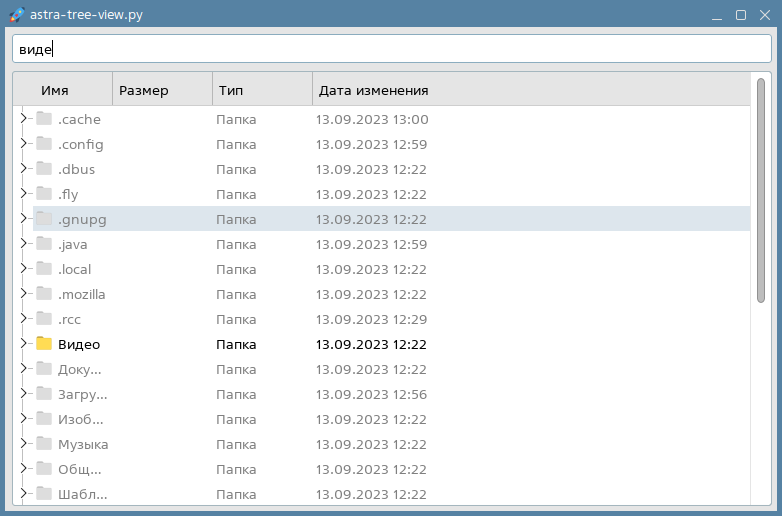 astra-tree-view.py
виде
Имя Размер Тип Дата изменения
.cache Папка 13.09.2023 13:00
.config Папка 13.09.2023 12:59
.dbus Папка 13.09.2023 12:22
.fly Папка 13.09.2023 12:22
.gnupg Папка 13.09.2023 12:22
.java Папка 13.09.2023 12:59
.local Папка 13.09.2023 12:22
.mozilla Папка 13.09.2023 12:22
.rcc Папка 13.09.2023 12:29
Видео Папка 13.09.2023 12:22
Доку... Папка 13.09.2023 12:22
Загру... Папка 13.09.2023 12:56
Изоб... Папка 13.09.2023 12:22
Музыка Папка 13.09.2023 12:22
Общ... Папка 13.09.2023 12:22
Шабл... Папка 13.09.2023 12:22